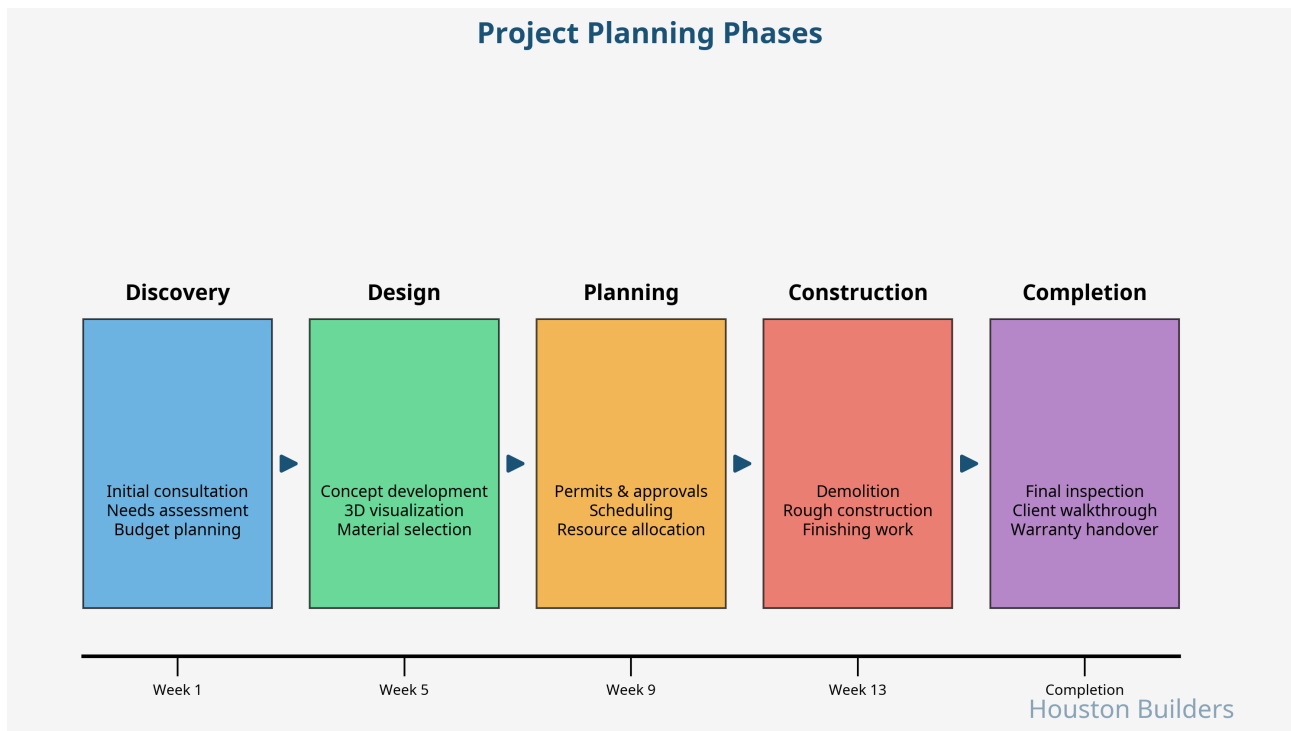 Project Planning Phases
Discovery
Design
Planning
Construction
Completion
Initial consultation
Needs assessment
Budget planning
Concept development
3D visualization
Material selection
Permits & approvals
Scheduling
Resource allocation
Demolition
Rough construction
Finishing work
Final inspection
Client walkthrough
Warranty handover
Week 1
Week 5
Week 9
Week 13
Completion
Houston Builders